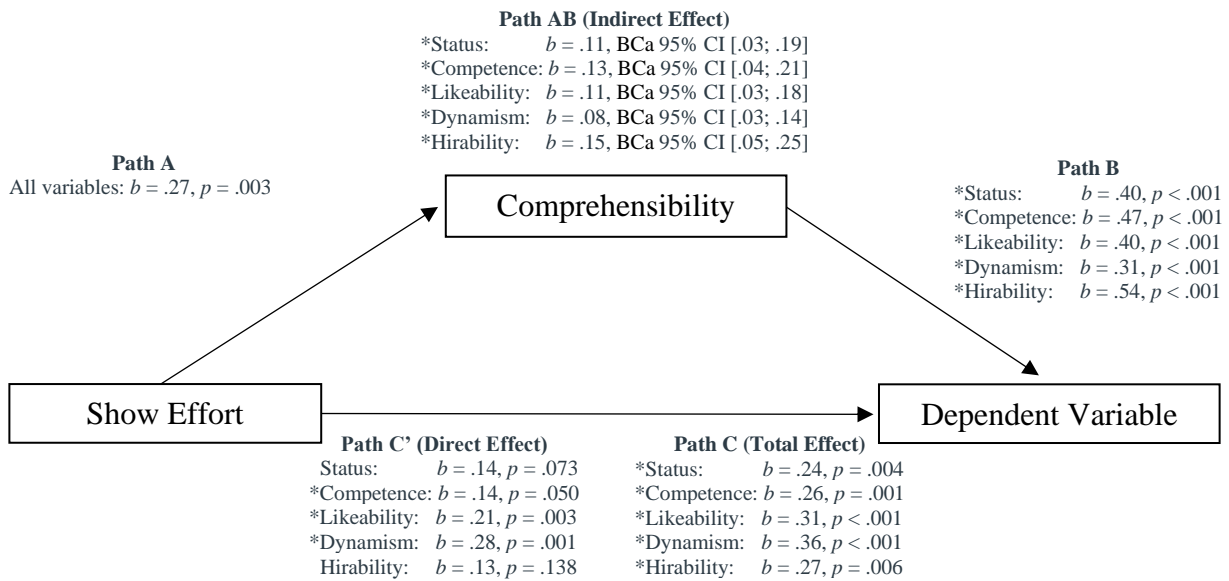 Path AB (Indirect Effect)
*Status: b = .11, BCa 95% CI [.03; .19]
*Competence: b = .13, BCa 95% CI [.04; .21]
*Likeability: b = .11, BCa 95% CI [.03; .18]
*Dynamism: b = .08, BCa 95% CI [.03; .14]
*Hirability: b = .15, BCa 95% CI [.05; .25]
Path A
All variables: b = .27, p = .003
Comprehensibility
Path B
*Status: b = .40, p < .001
*Competence: b = .47, p < .001
*Likeability: b = .40, p < .001
*Dynamism: b = .31, p < .001
*Hirability: b = .54, p < .001
Show Effort
Dependent Variable
Path C’ (Direct Effect)
Status: b = .14, p = .073
*Competence: b = .14, p = .050
*Likeability: b = .21, p = .003
*Dynamism: b = .28, p = .001
Hirability: b = .13, p = .138
Path C (Total Effect)
*Status: b = .24, p = .004
*Competence: b = .26, p = .001
*Likeability: b = .31, p < .001
*Dynamism: b = .36, p < .001
*Hirability: b = .27, p = .006